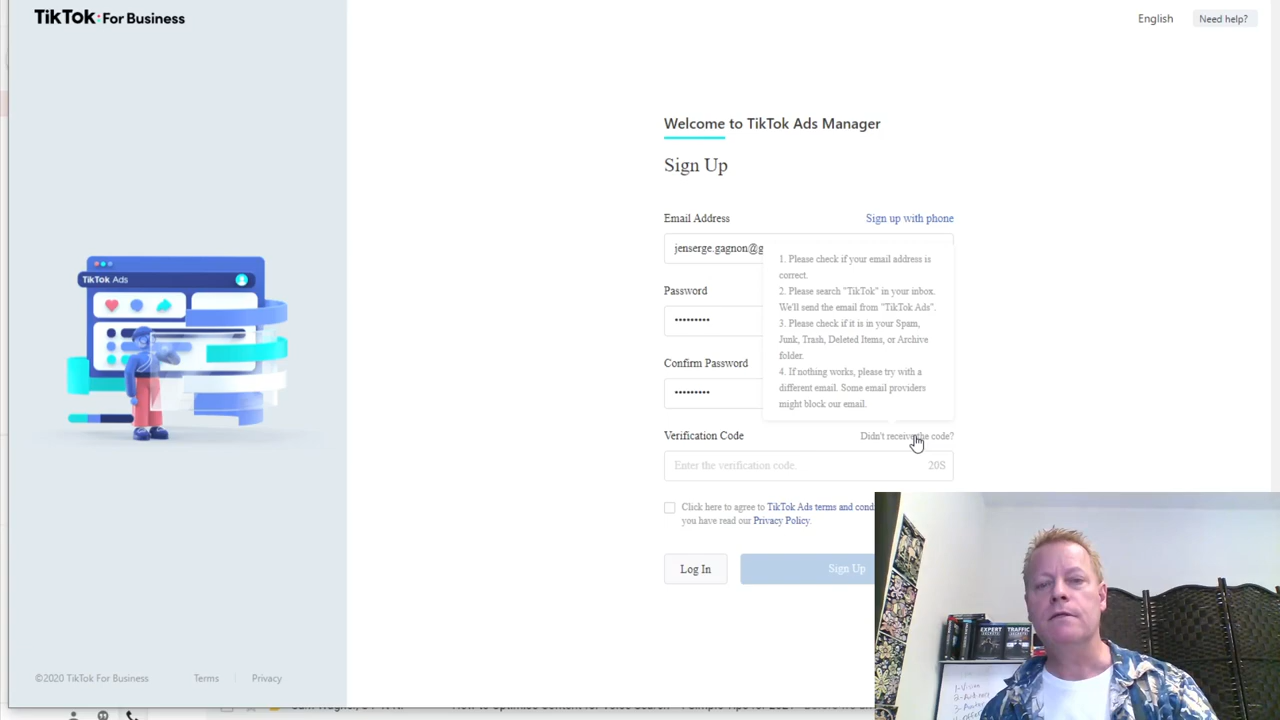 TikTok: For Business
English
Need help?
Welcome to TikTok Ads Manager
Sign Up
Email Address
Sign up with phone
jenserge.gagnon@g
1. Please check if your email address is
correct.
2. Please search "TikTok" in your inbox.
We'll send the email from "TikTok Ads".
3. Please check if it is in your Spam,
Junk, Trash, Deleted Items, or Archive
folder.
4. If nothing works, please try with a
different email. Some email providers
might block our email.
Password
•••••••••
Confirm Password
•••••••••
Verification Code
Didn't receive the code?
Enter the verification code.
20S
Click here to agree to TikTok Ads terms and cond
you have read our Privacy Policy.
Log In
Sign Up
TikTok Ads
EXPERT
SECRETS
TRAFFIC
SECRETS
1-Vision
©2020 TikTok For Business
Terms
Privacy